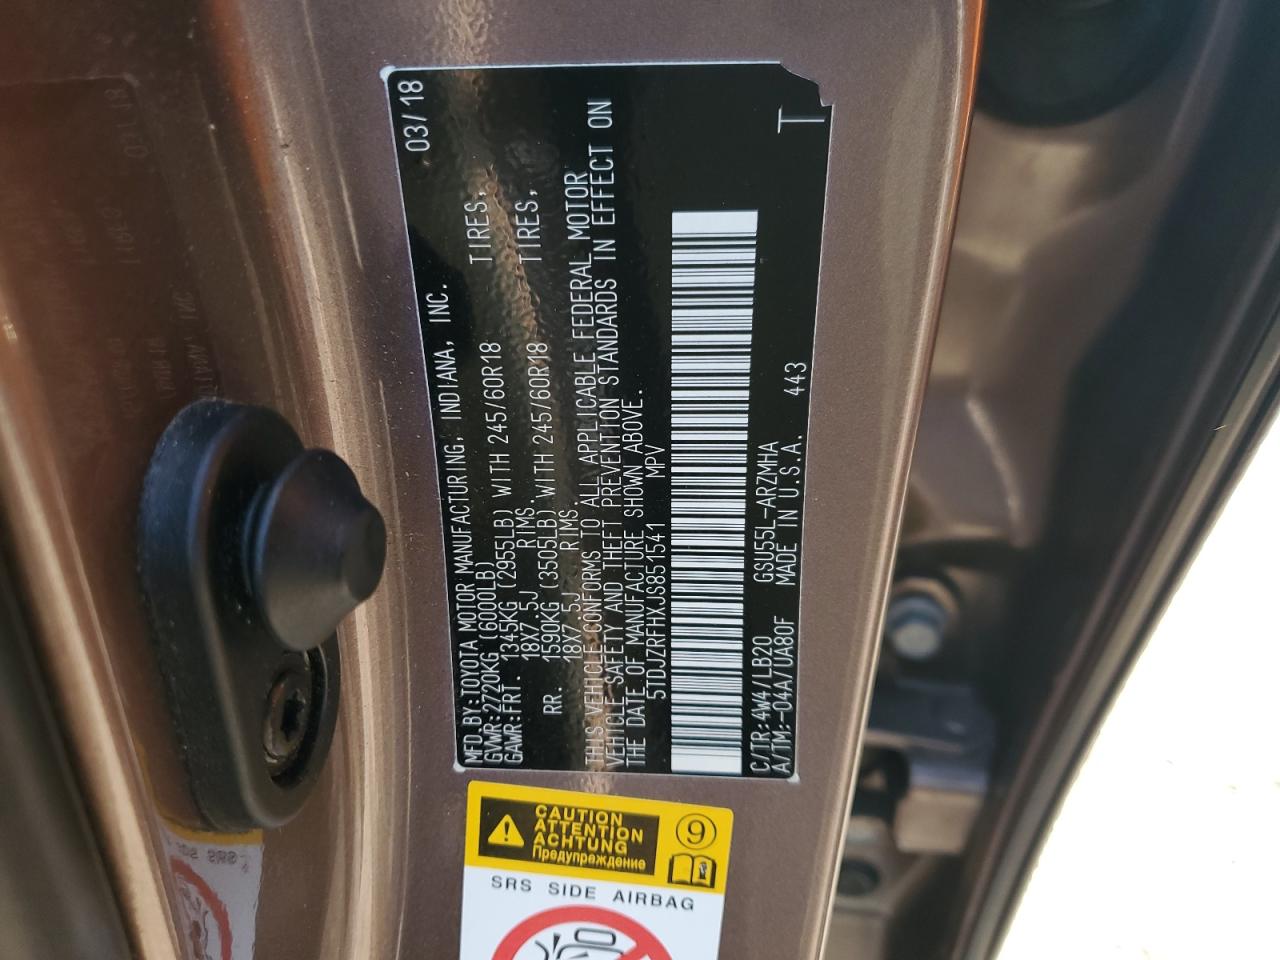 03/18
MFD.BY:TOYOTA MOTOR MANUFACTURING, INDIANA, INC.
GVWR:2720KG (6000LB)
GAWR:FRT. 1345KG (2955LB) WITH 245/60R18 TIRES,
18X7.5J RIMS.
RR. 1590KG (3505LB) WITH 245/60R18 TIRES,
18X7.5J RIMS.
THIS VEHICLE CONFORMS TO ALL APPLICABLE FEDERAL MOTOR
VEHICLE SAFETY AND THEFT PREVENTION STANDARDS IN EFFECT ON
THE DATE OF MANUFACTURE SHOWN ABOVE.
5TDJZRFHXJS851541 MPV
C/TR:4W4/LB20 GSU55L-ARZMHA 443
A/TM:-04A/UA80F MADE IN U.S.A.
T
CAUTION
ATTENTION
ACHTUNG
Предупреждение
9
SRS SIDE AIRBAG